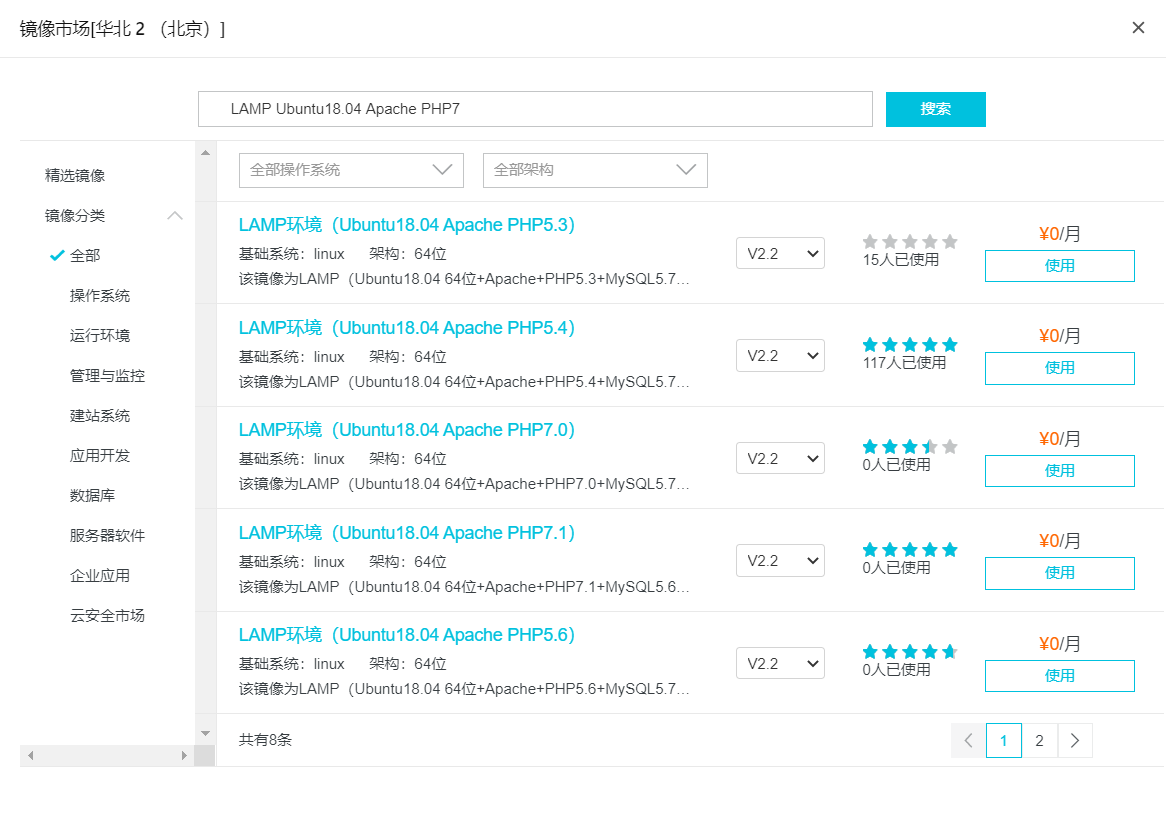 镜像市场[华北 2 （北京）]
LAMP Ubuntu18.04 Apache PHP7
搜索
精选镜像
镜像分类
全部
操作系统
运行环境
管理与监控
建站系统
应用开发
数据库
服务器软件
企业应用
云安全市场
全部操作系统
全部架构
LAMP环境（Ubuntu18.04 Apache PHP5.3）
基础系统：linux 架构：64位
该镜像为LAMP（Ubuntu18.04 64位+Apache+PHP5.3+MySQL5.7...
V2.2
15人已使用
¥0/月
使用
LAMP环境（Ubuntu18.04 Apache PHP5.4）
基础系统：linux 架构：64位
该镜像为LAMP（Ubuntu18.04 64位+Apache+PHP5.4+MySQL5.7...
V2.2
117人已使用
¥0/月
使用
LAMP环境（Ubuntu18.04 Apache PHP7.0）
基础系统：linux 架构：64位
该镜像为LAMP（Ubuntu18.04 64位+Apache+PHP7.0+MySQL5.7...
V2.2
0人已使用
¥0/月
使用
LAMP环境（Ubuntu18.04 Apache PHP7.1）
基础系统：linux 架构：64位
该镜像为LAMP（Ubuntu18.04 64位+Apache+PHP7.1+MySQL5.6...
V2.2
0人已使用
¥0/月
使用
LAMP环境（Ubuntu18.04 Apache PHP5.6）
基础系统：linux 架构：64位
该镜像为LAMP（Ubuntu18.04 64位+Apache+PHP5.6+MySQL5.7...
V2.2
0人已使用
¥0/月
使用
共有8条
1 2